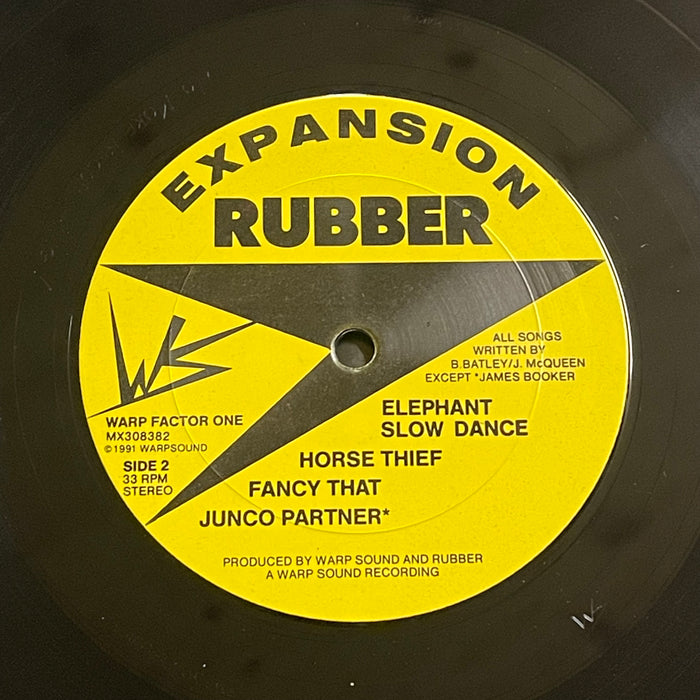 EXPANSION
RUBBER
WS
ALL SONGS
WRITTEN BY
B.BATLEY/J. McQUEEN
EXCEPT *JAMES BOOKER
WARP FACTOR ONE
MX308382
©1991 WARPSOUND
SIDE 2
33 RPM
STEREO
ELEPHANT
SLOW DANCE
HORSE THIEF
FANCY THAT
JUNCO PARTNER*
PRODUCED BY WARP SOUND AND RUBBER
A WARP SOUND RECORDING